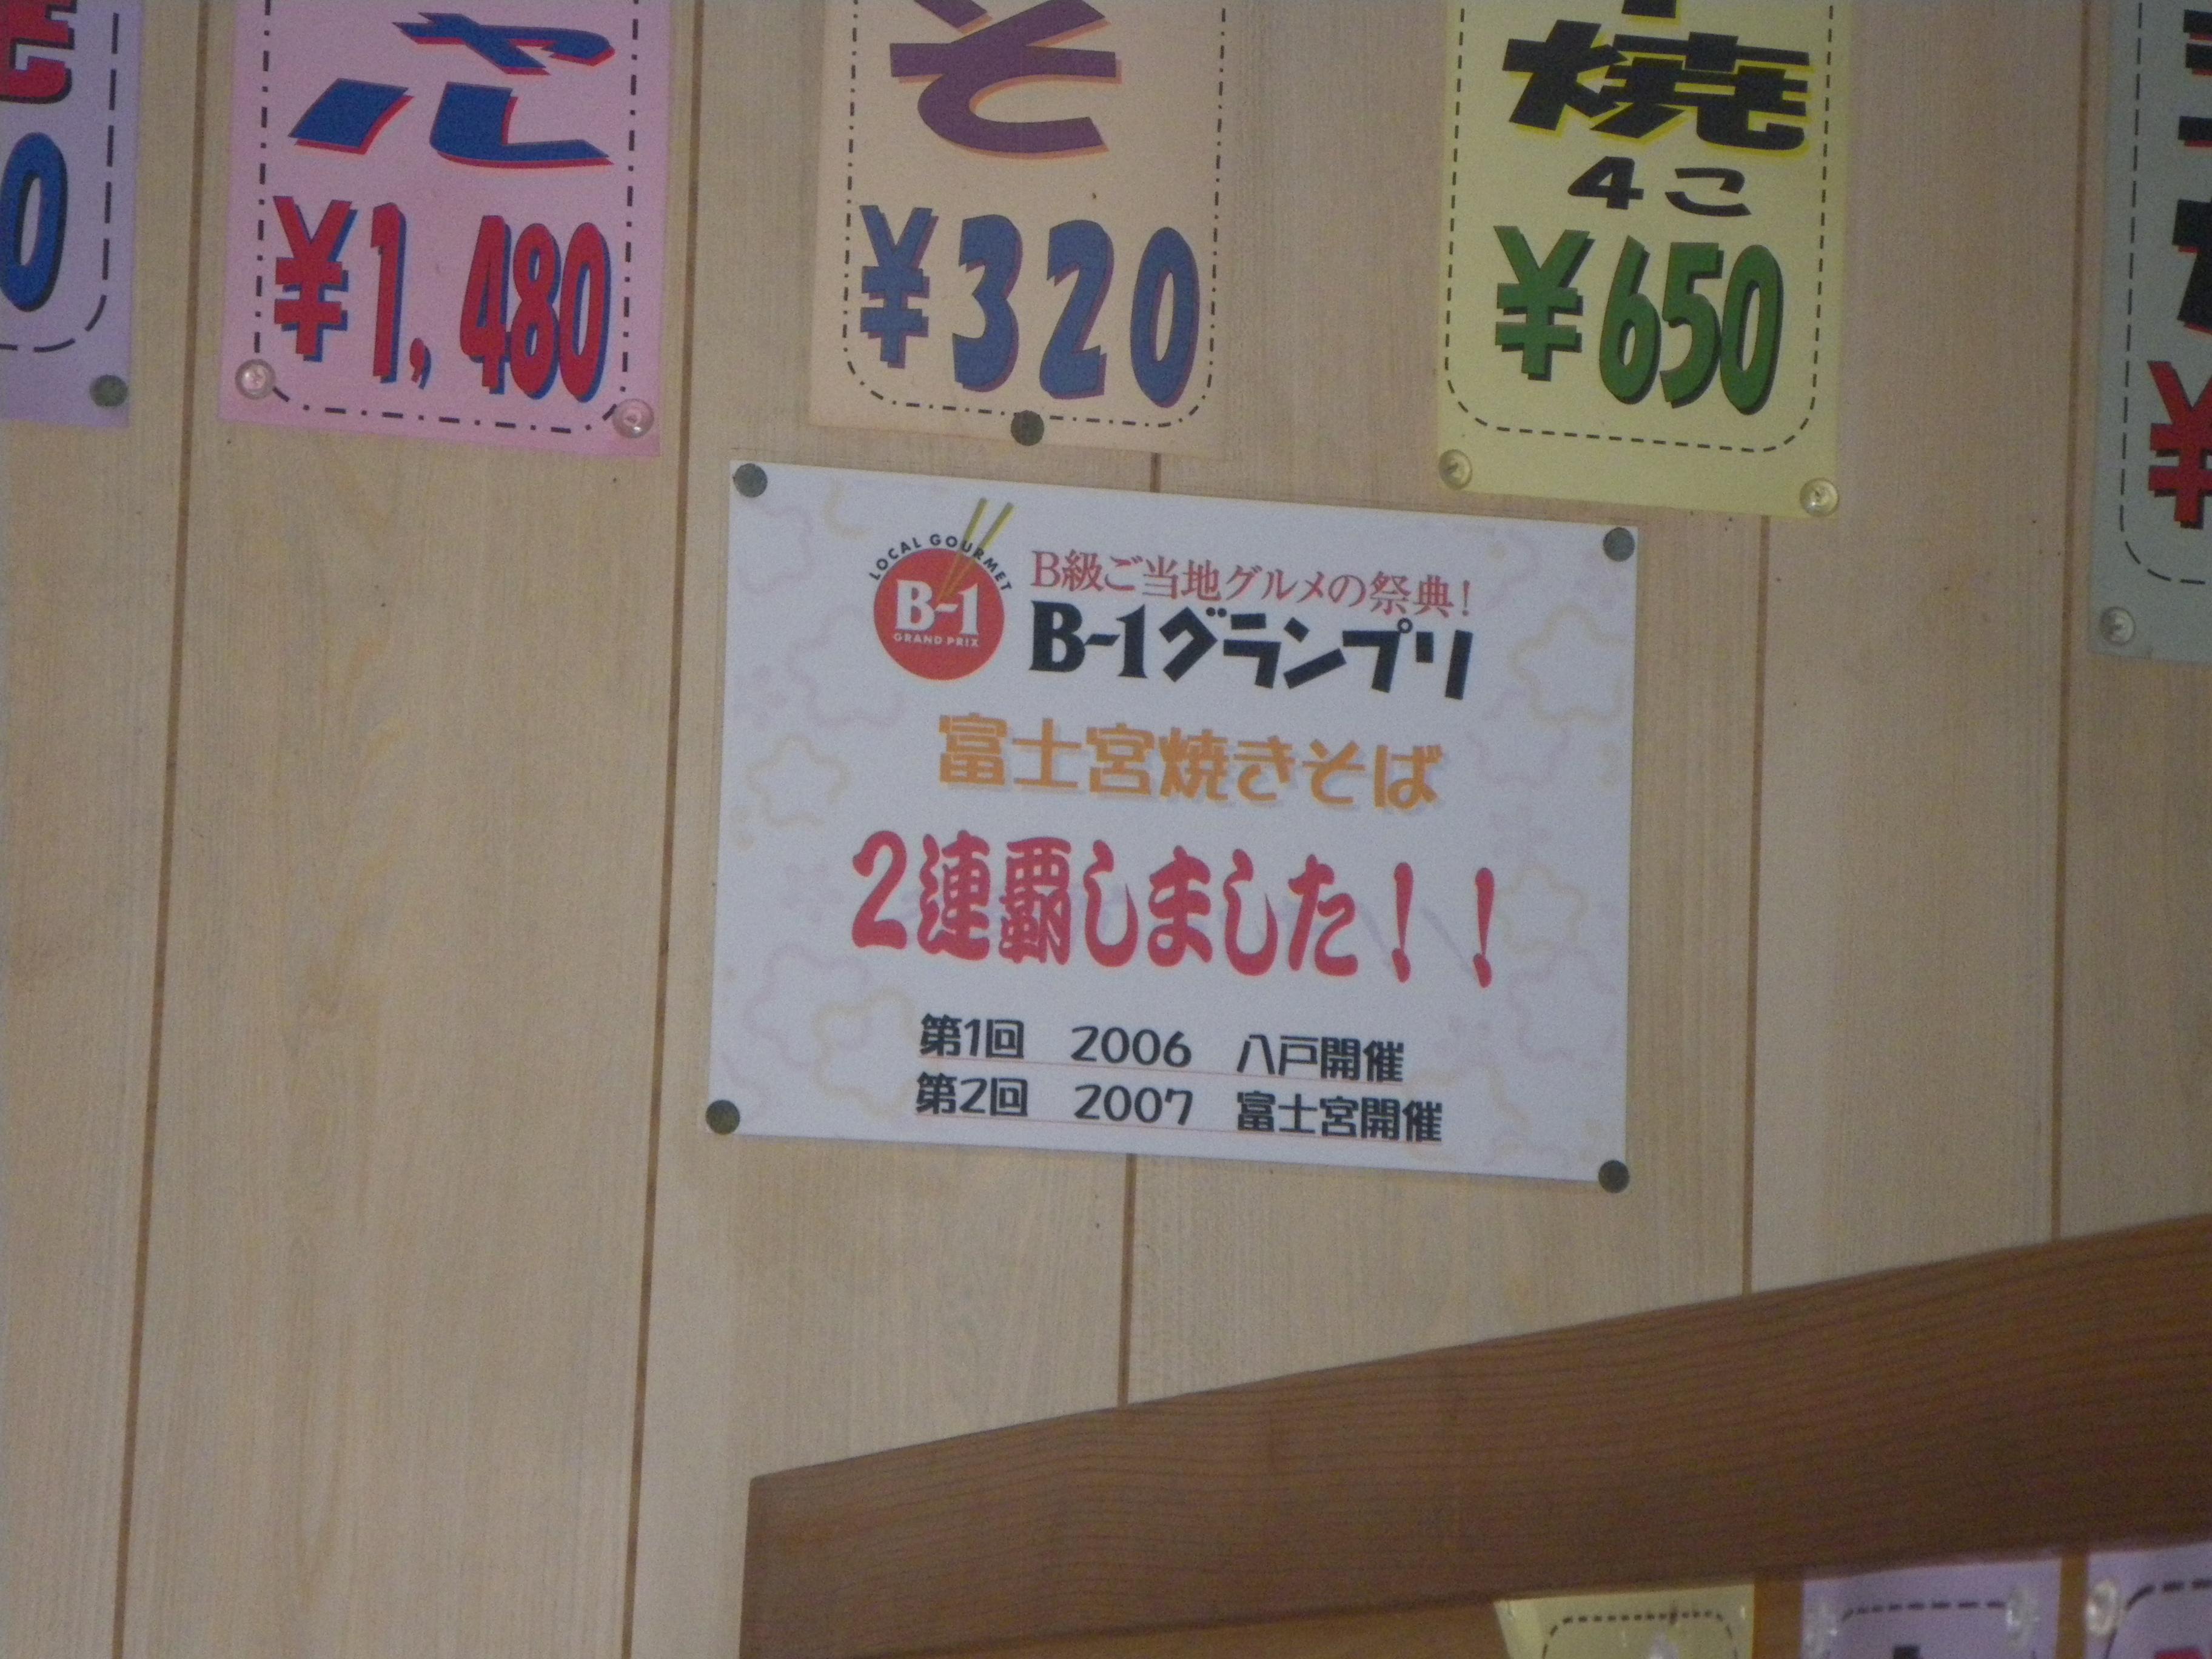 ぷに
¥1,480
そ
¥320
焼
4こ
¥650
LOCAL GOURMET
B-1
GRAND PRIX
B級ご当地グルメの祭典!
B-1グランプリ
富士宮焼きそば
2連覇しました!!
第1回 2006 八戸開催
第2回 2007 富士宮開催